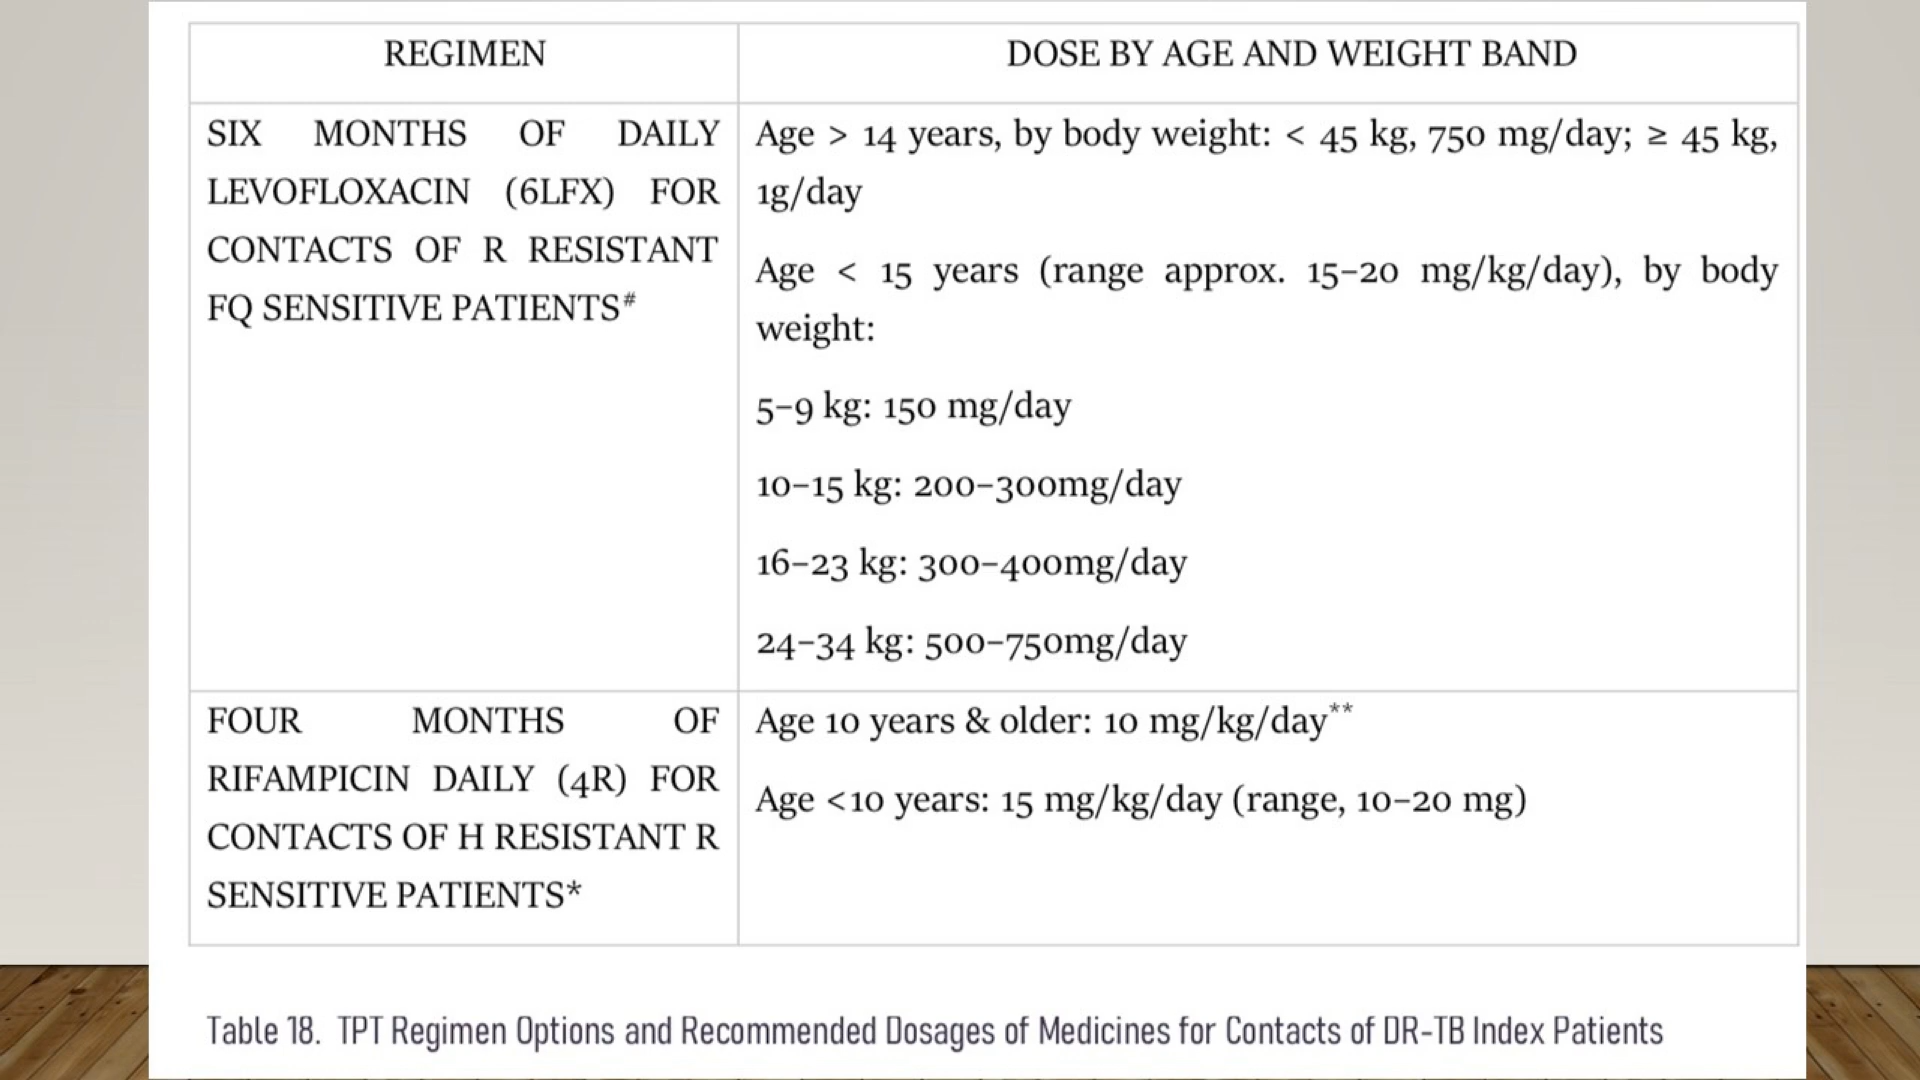 REGIMEN
DOSE BY AGE AND WEIGHT BAND
SIX MONTHS OF DAILY
LEVOFLOXACIN (6LFX) FOR
CONTACTS OF R RESISTANT
FQ SENSITIVE PATIENTS#
Age > 14 years, by body weight: < 45 kg, 750 mg/day; ≥ 45 kg,
1g/day
Age < 15 years (range approx. 15–20 mg/kg/day), by body
weight:
5–9 kg: 150 mg/day
10–15 kg: 200–300mg/day
16–23 kg: 300–400mg/day
24–34 kg: 500–750mg/day
FOUR MONTHS OF
RIFAMPICIN DAILY (4R) FOR
CONTACTS OF H RESISTANT R
SENSITIVE PATIENTS*
Age 10 years & older: 10 mg/kg/day**
Age <10 years: 15 mg/kg/day (range, 10–20 mg)
Table 18. TPT Regimen Options and Recommended Dosages of Medicines for Contacts of DR-TB Index Patients